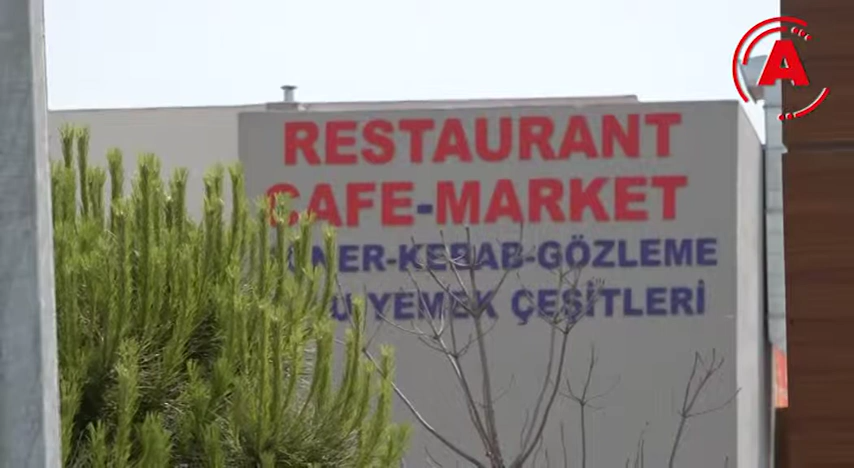 RESTAURANT
CAFE-MARKET
-KEBAB-GÖZLEME
YEMEK ÇEŞİTLERİ
A